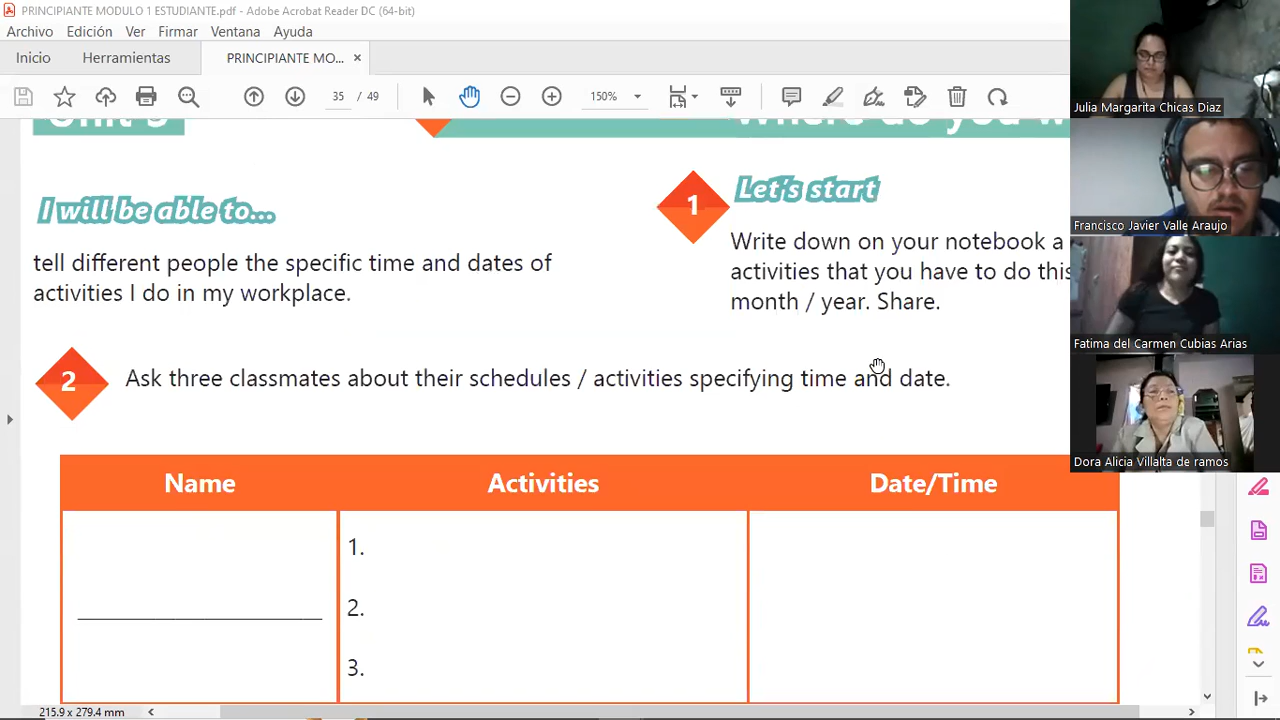 PRINCIPIANTE MODULO 1 ESTUDIANTE.pdf - Adobe Acrobat Reader DC (64-bit)
Archivo Edición Ver Firmar Ventana Ayuda
Inicio Herramientas PRINCIPIANTE MO... ×
35 / 49 150%
Where do you w
I will be able to...
tell different people the specific time and dates of
activities I do in my workplace.
1 Let's start
Write down on your notebook a
activities that you have to do this
month / year. Share.
2 Ask three classmates about their schedules / activities specifying time and date.
Name Activities Date/Time
1.
2.
3.
215.9 x 279.4 mm
Julia Margarita Chicas Diaz
Francisco Javier Valle Araujo
Fatima del Carmen Cubias Arias
Dora Alicia Villalta de ramos